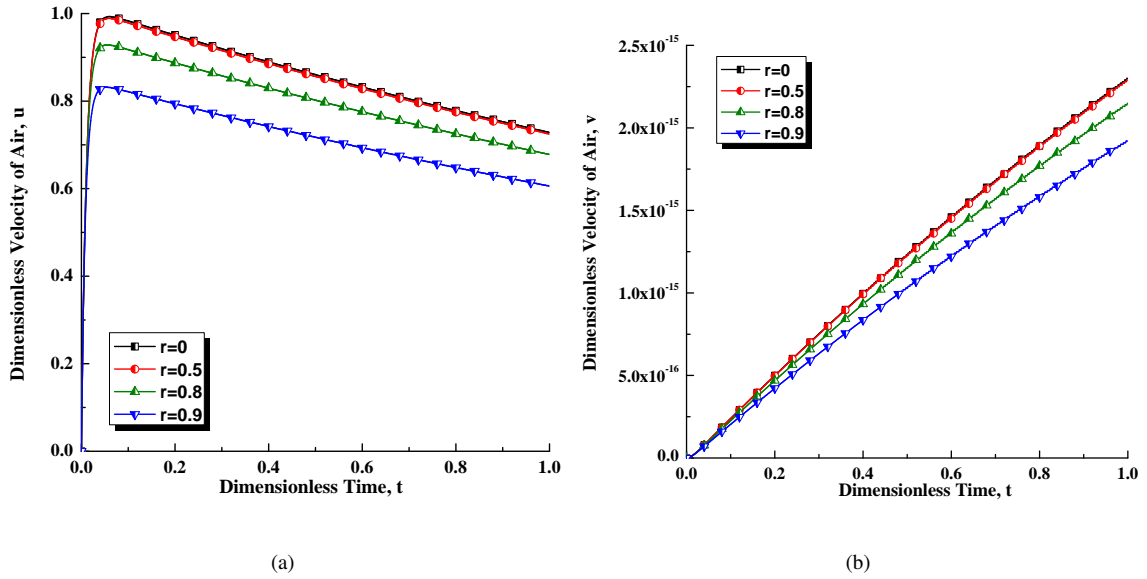 1.0
0.8
0.6
0.4
0.2
0.0
Dimensionless Velocity of Air, u
r=0
r=0.5
r=0.8
r=0.9
0.0 0.2 0.4 0.6 0.8 1.0
Dimensionless Time, t
(a)
2.5x10-15
2.0x10-15
1.5x10-15
1.0x10-15
5.0x10-16
0.0
Dimensionless Velocity of Air, v
r=0
r=0.5
r=0.8
r=0.9
0.0 0.2 0.4 0.6 0.8 1.0
Dimensionless Time, t
(b)